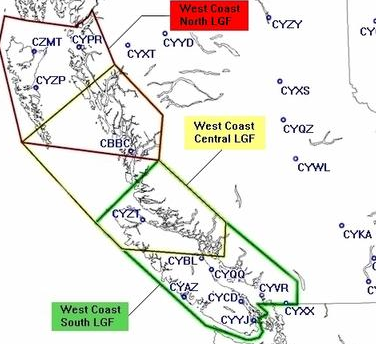 West Coast
North LGF
CYZY
CZMT
CYPR
CYYD
CYXT
CYZP
CYXS
West Coast
Central LGF
CYQZ
CBBC
CYWL
CYZT
CYKA
CYBL
CYQQ
CYAZ
CYVR
CYCD
CYXX
West Coast
South LGF
CYYJ